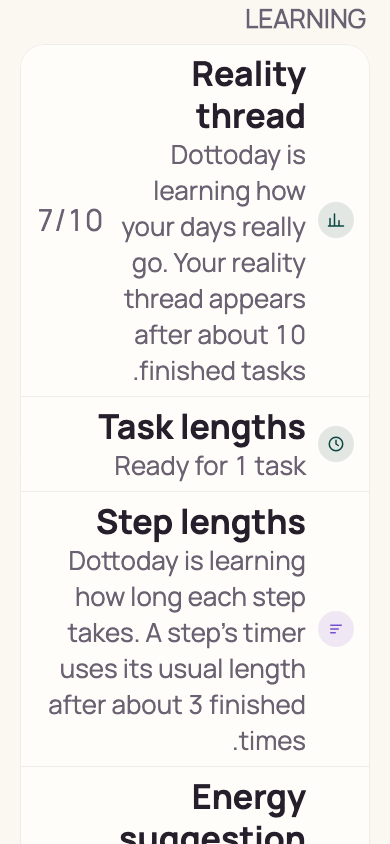 LEARNING
Reality
thread
Dottoday is
learning how
your days really
go. Your reality
thread appears
after about 10
.finished tasks
7/10
Task lengths
Ready for 1 task
Step lengths
Dottoday is learning
how long each step
takes. A step's timer
uses its usual length
after about 3 finished
.times
Energy
suggestion